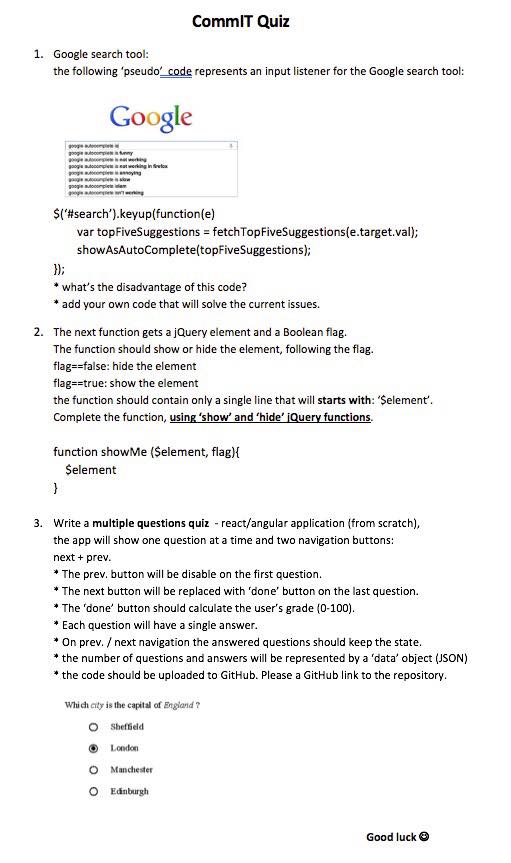 CommIT Quiz
1. Google search tool:
the following 'pseudo'_code represents an input listener for the Google search tool:
Google
google autocomplete is
google autocomplete is funny
google autocomplete is not working
google autocomplete is not working in firefox
google autocomplete is annoying
google autocomplete is slow
google autocomplete islam
google autocomplete isn't working
$('#search').keyup(function(e)
var topFiveSuggestions = fetchTopFiveSuggestions(e.target.val);
showAsAutoComplete(topFiveSuggestions);
});
* what's the disadvantage of this code?
* add your own code that will solve the current issues.
2. The next function gets a jQuery element and a Boolean flag.
The function should show or hide the element, following the flag.
flag==false: hide the element
flag==true: show the element
the function should contain only a single line that will starts with: '$element'.
Complete the function, using 'show' and 'hide' jQuery functions.
function showMe ($element, flag){
$element
}
3. Write a multiple questions quiz - react/angular application (from scratch),
the app will show one question at a time and two navigation buttons:
next + prev.
* The prev. button will be disable on the first question.
* The next button will be replaced with 'done' button on the last question.
* The 'done' button should calculate the user's grade (0-100).
* Each question will have a single answer.
* On prev. / next navigation the answered questions should keep the state.
* the number of questions and answers will be represented by a 'data' object (JSON)
* the code should be uploaded to GitHub. Please a GitHub link to the repository.
Which city is the capital of England ?
Sheffield
London
Manchester
Edinburgh
Good luck ☺